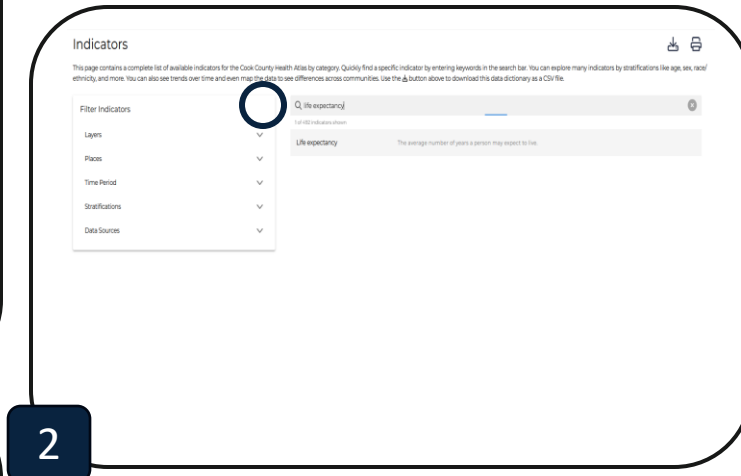 Indicators
This page contains a complete list of available indicators for the Cook County Health Atlas by category. Quickly find a specific indicator by entering keywords in the search bar. You can explore many indicators by stratifications like age, sex, race/
ethnicity, and more. You can also see trends over time and even map the data to see differences across communities. Use the button above to download this data dictionary as a CSV file.
Filter Indicators
Layers
Places
Time Period
Stratifications
Data Sources
life expectancy
indicators shown
Life expectancy The average number of years a person may expect to live.
2